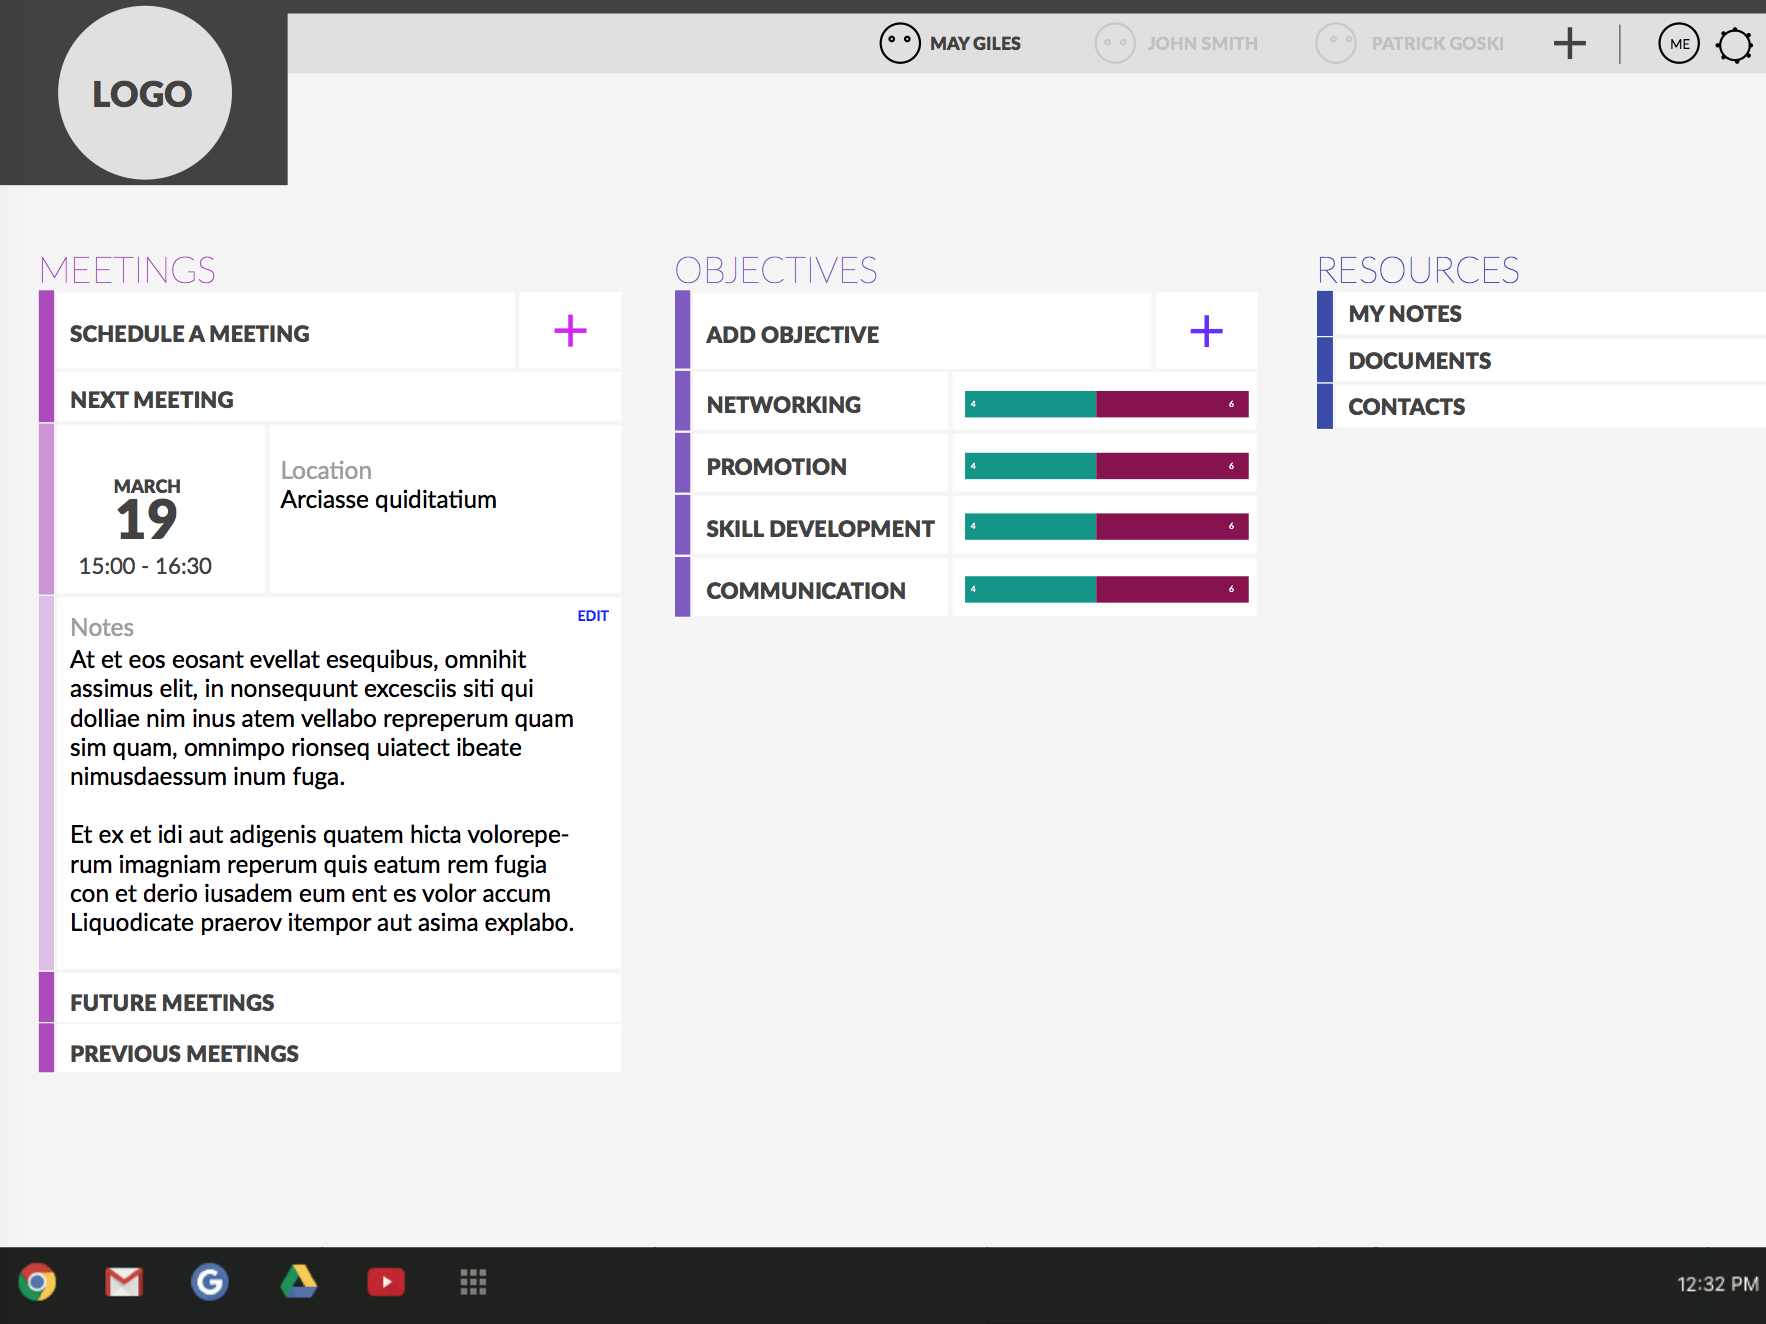 LOGO
MAY GILES
JOHN SMITH
PATRICK GOSKI
ME
MEETINGS
SCHEDULE A MEETING
NEXT MEETING
MARCH
19
15:00 - 16:30
Location
Arciasse quiditatium
Notes
EDIT
At et eos eosant evellat esequibus, omnihit
assimus elit, in nonsequunt excesciis siti qui
dolliae nim inus atem vellabo repreperum quam
sim quam, omnimpo rionseq uiatect ibeate
nimusdaessum inum fuga.
Et ex et idi aut adigenis quatem hicta volorepe-
rum imagniam reperum quis eatum rem fugia
con et derio iusadem eum ent es volor accum
Liquodicate praerov itempor aut asima explabo.
FUTURE MEETINGS
PREVIOUS MEETINGS
OBJECTIVES
ADD OBJECTIVE
NETWORKING
4 6
PROMOTION
4 6
SKILL DEVELOPMENT
4 6
COMMUNICATION
4 6
RESOURCES
MY NOTES
DOCUMENTS
CONTACTS
12:32 PM